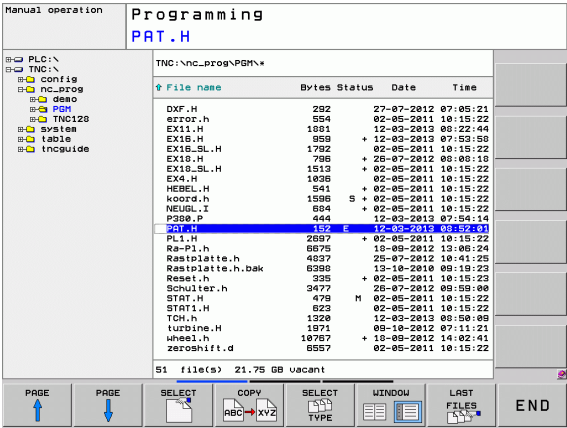 Manual operation
Programming
PAT.H
PLC:\
TNC:\
config
nc_prog
demo
PGM
TNC128
system
table
tncguide
TNC:\nc_prog\PGM\*
File name Bytes Status Date Time
DXF.H 292 27-07-2012 07:05:21
error.h 554 02-05-2011 10:15:22
EX11.H 1881 12-03-2013 08:22:44
EX16.H 959 + 12-03-2013 07:53:58
EX16_SL.H 1792 02-05-2011 10:15:22
EX18.H 796 + 26-07-2012 08:08:18
EX18_SL.H 1513 + 02-05-2011 10:15:22
EX4.H 1036 02-05-2011 10:15:22
HEBEL.H 541 + 02-05-2011 10:15:22
koord.h 1596 S + 02-05-2011 10:15:22
NEUGL.I 684 + 02-05-2011 10:15:22
P380.P 444 12-03-2013 07:54:14
PAT.H 152 E 12-03-2013 08:52:01
PL1.H 2697 + 02-05-2011 10:15:22
Ra-Pl.h 6675 18-09-2012 13:06:24
Rastplatte.h 4837 25-07-2012 10:41:25
Rastplatte.h.bak 6398 13-10-2010 09:19:23
Reset.h 335 + 02-05-2011 10:15:23
Schulter.h 3477 26-07-2012 09:59:00
STAT.H 479 M 02-05-2011 10:15:22
STAT1.H 623 02-05-2011 10:15:22
TCH.h 1320 12-03-2013 08:50:09
turbine.H 1971 09-10-2012 07:11:21
wheel.h 10767 + 18-09-2012 14:02:41
zeroshift.d 6557 02-05-2011 10:15:22
51 file(s) 21.75 GB vacant
PAGE
PAGE
SELECT
COPY
ABC XYZ
SELECT
TYPE
WINDOW
LAST
FILES
END